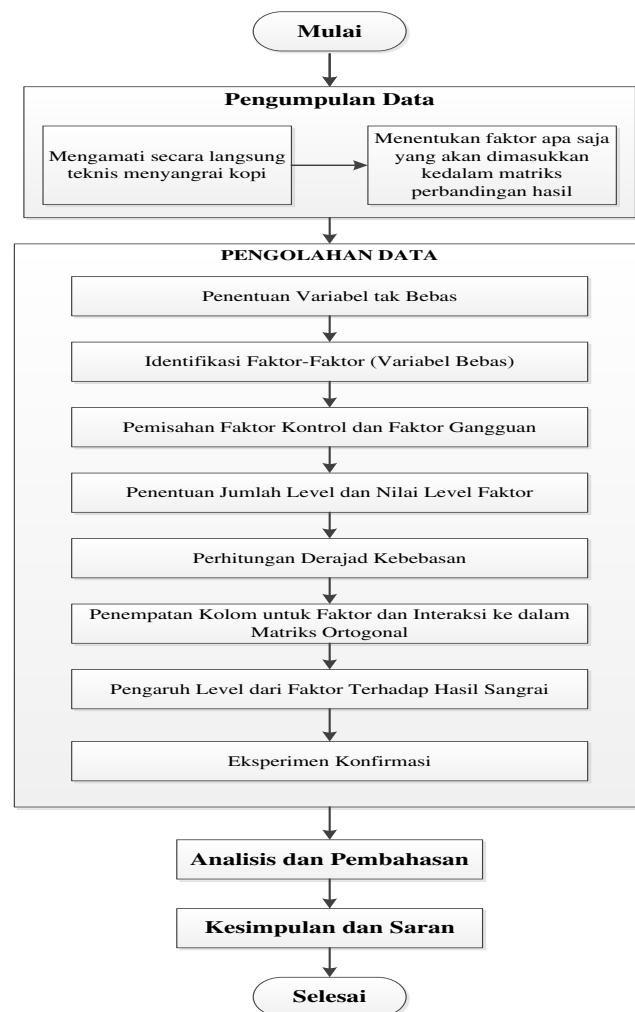 Mulai
Pengumpulan Data
Mengamati secara langsung
teknis menyangrai kopi
Menentukan faktor apa saja
yang akan dimasukkan
kedalam matriks
perbandingan hasil
PENGOLAHAN DATA
Penentuan Variabel tak Bebas
Identifikasi Faktor-Faktor (Variabel Bebas)
Pemisahan Faktor Kontrol dan Faktor Gangguan
Penentuan Jumlah Level dan Nilai Level Faktor
Perhitungan Derajad Kebebasan
Penempatan Kolom untuk Faktor dan Interaksi ke dalam
Matriks Ortogonal
Pengaruh Level dari Faktor Terhadap Hasil Sangrai
Eksperimen Konfirmasi
Analisis dan Pembahasan
Kesimpulan dan Saran
Selesai